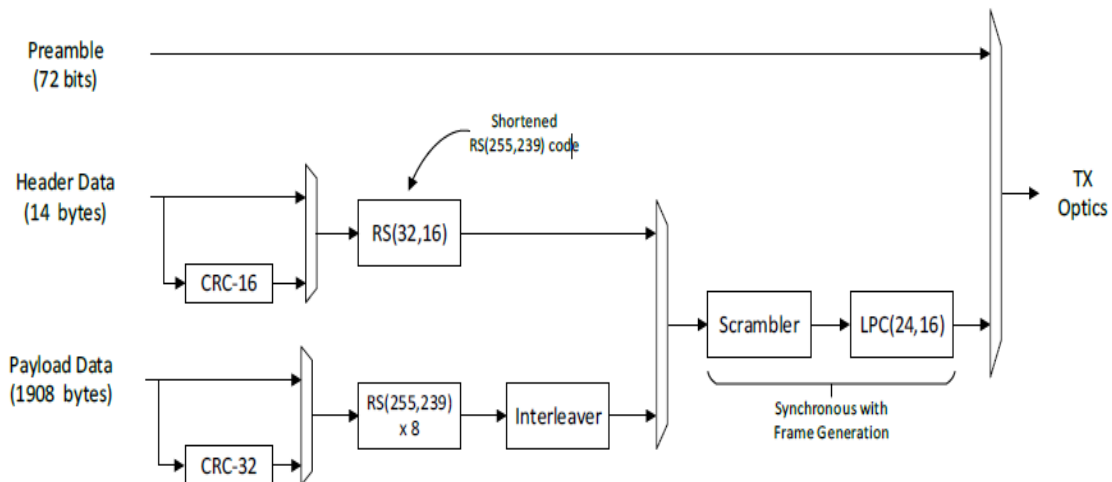 Preamble
(72 bits)
Shortened
RS(255,239) code
Header Data
(14 bytes)
RS(32,16)
CRC-16
TX
Optics
Scrambler
LPC(24,16)
Payload Data
(1908 bytes)
RS(255,239)
x 8
Interleaver
CRC-32
Synchronous with
Frame Generation